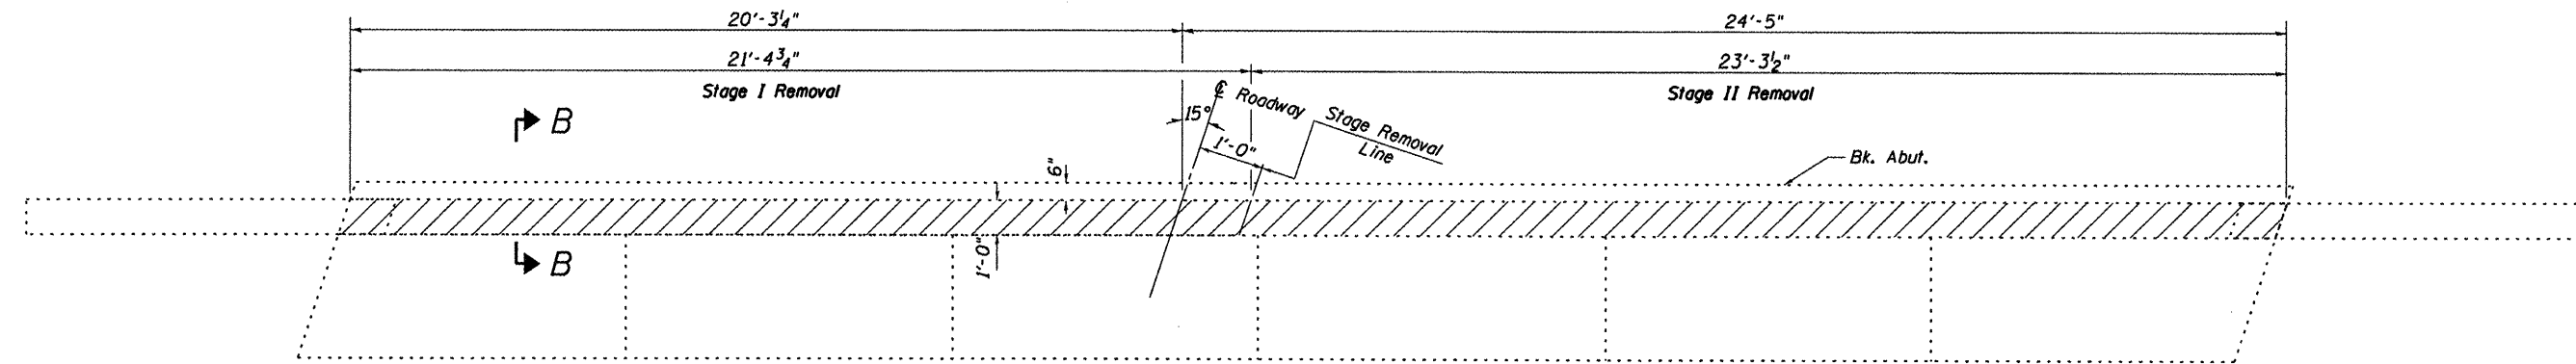 20'-3¼"
24'-5"
21'-4¾"
23'-3½"
Stage I Removal
Stage II Removal
B
15°
℄ Roadway
1'-0"
Stage Removal
Line
6"
Bk. Abut.
1'-0"
B